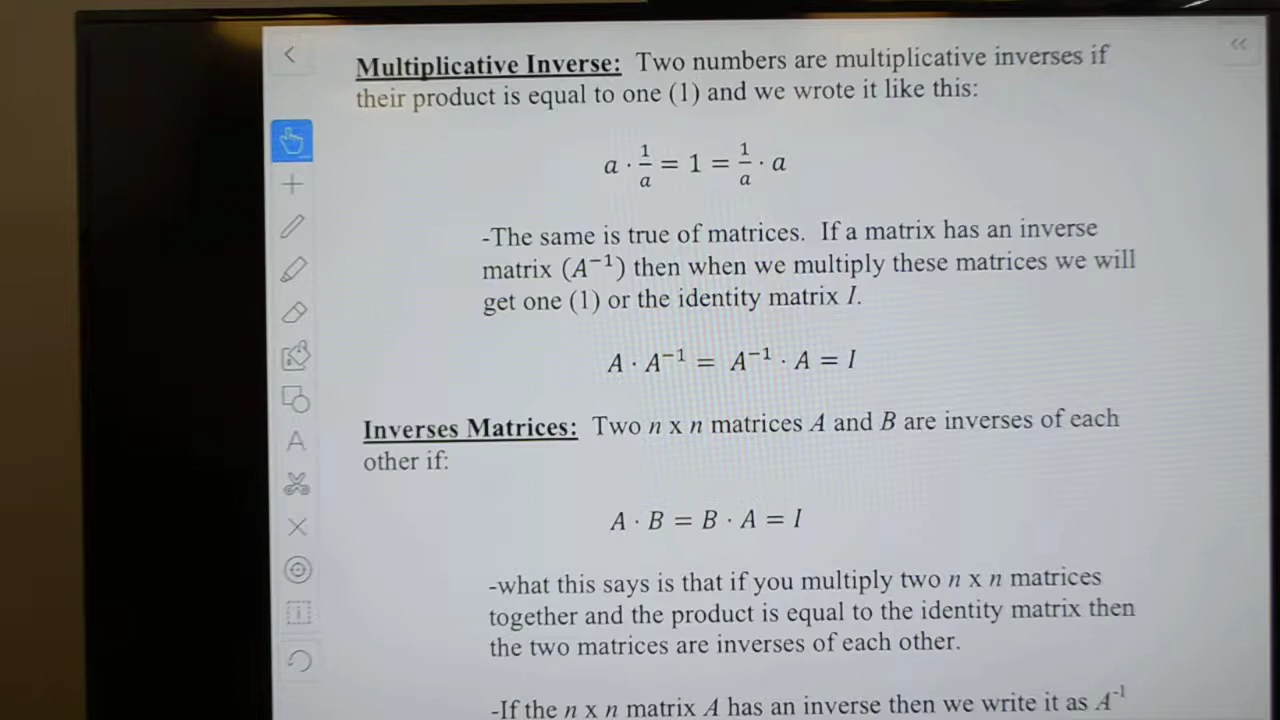 Multiplicative Inverse: Two numbers are multiplicative inverses if
their product is equal to one (1) and we wrote it like this:
a · 1/a = 1 = 1/a · a
-The same is true of matrices. If a matrix has an inverse
matrix (A⁻¹) then when we multiply these matrices we will
get one (1) or the identity matrix I.
A · A⁻¹ = A⁻¹ · A = I
Inverses Matrices: Two n x n matrices A and B are inverses of each
other if:
A · B = B · A = I
-what this says is that if you multiply two n x n matrices
together and the product is equal to the identity matrix then
the two matrices are inverses of each other.
-If the n x n matrix A has an inverse then we write it as A⁻¹